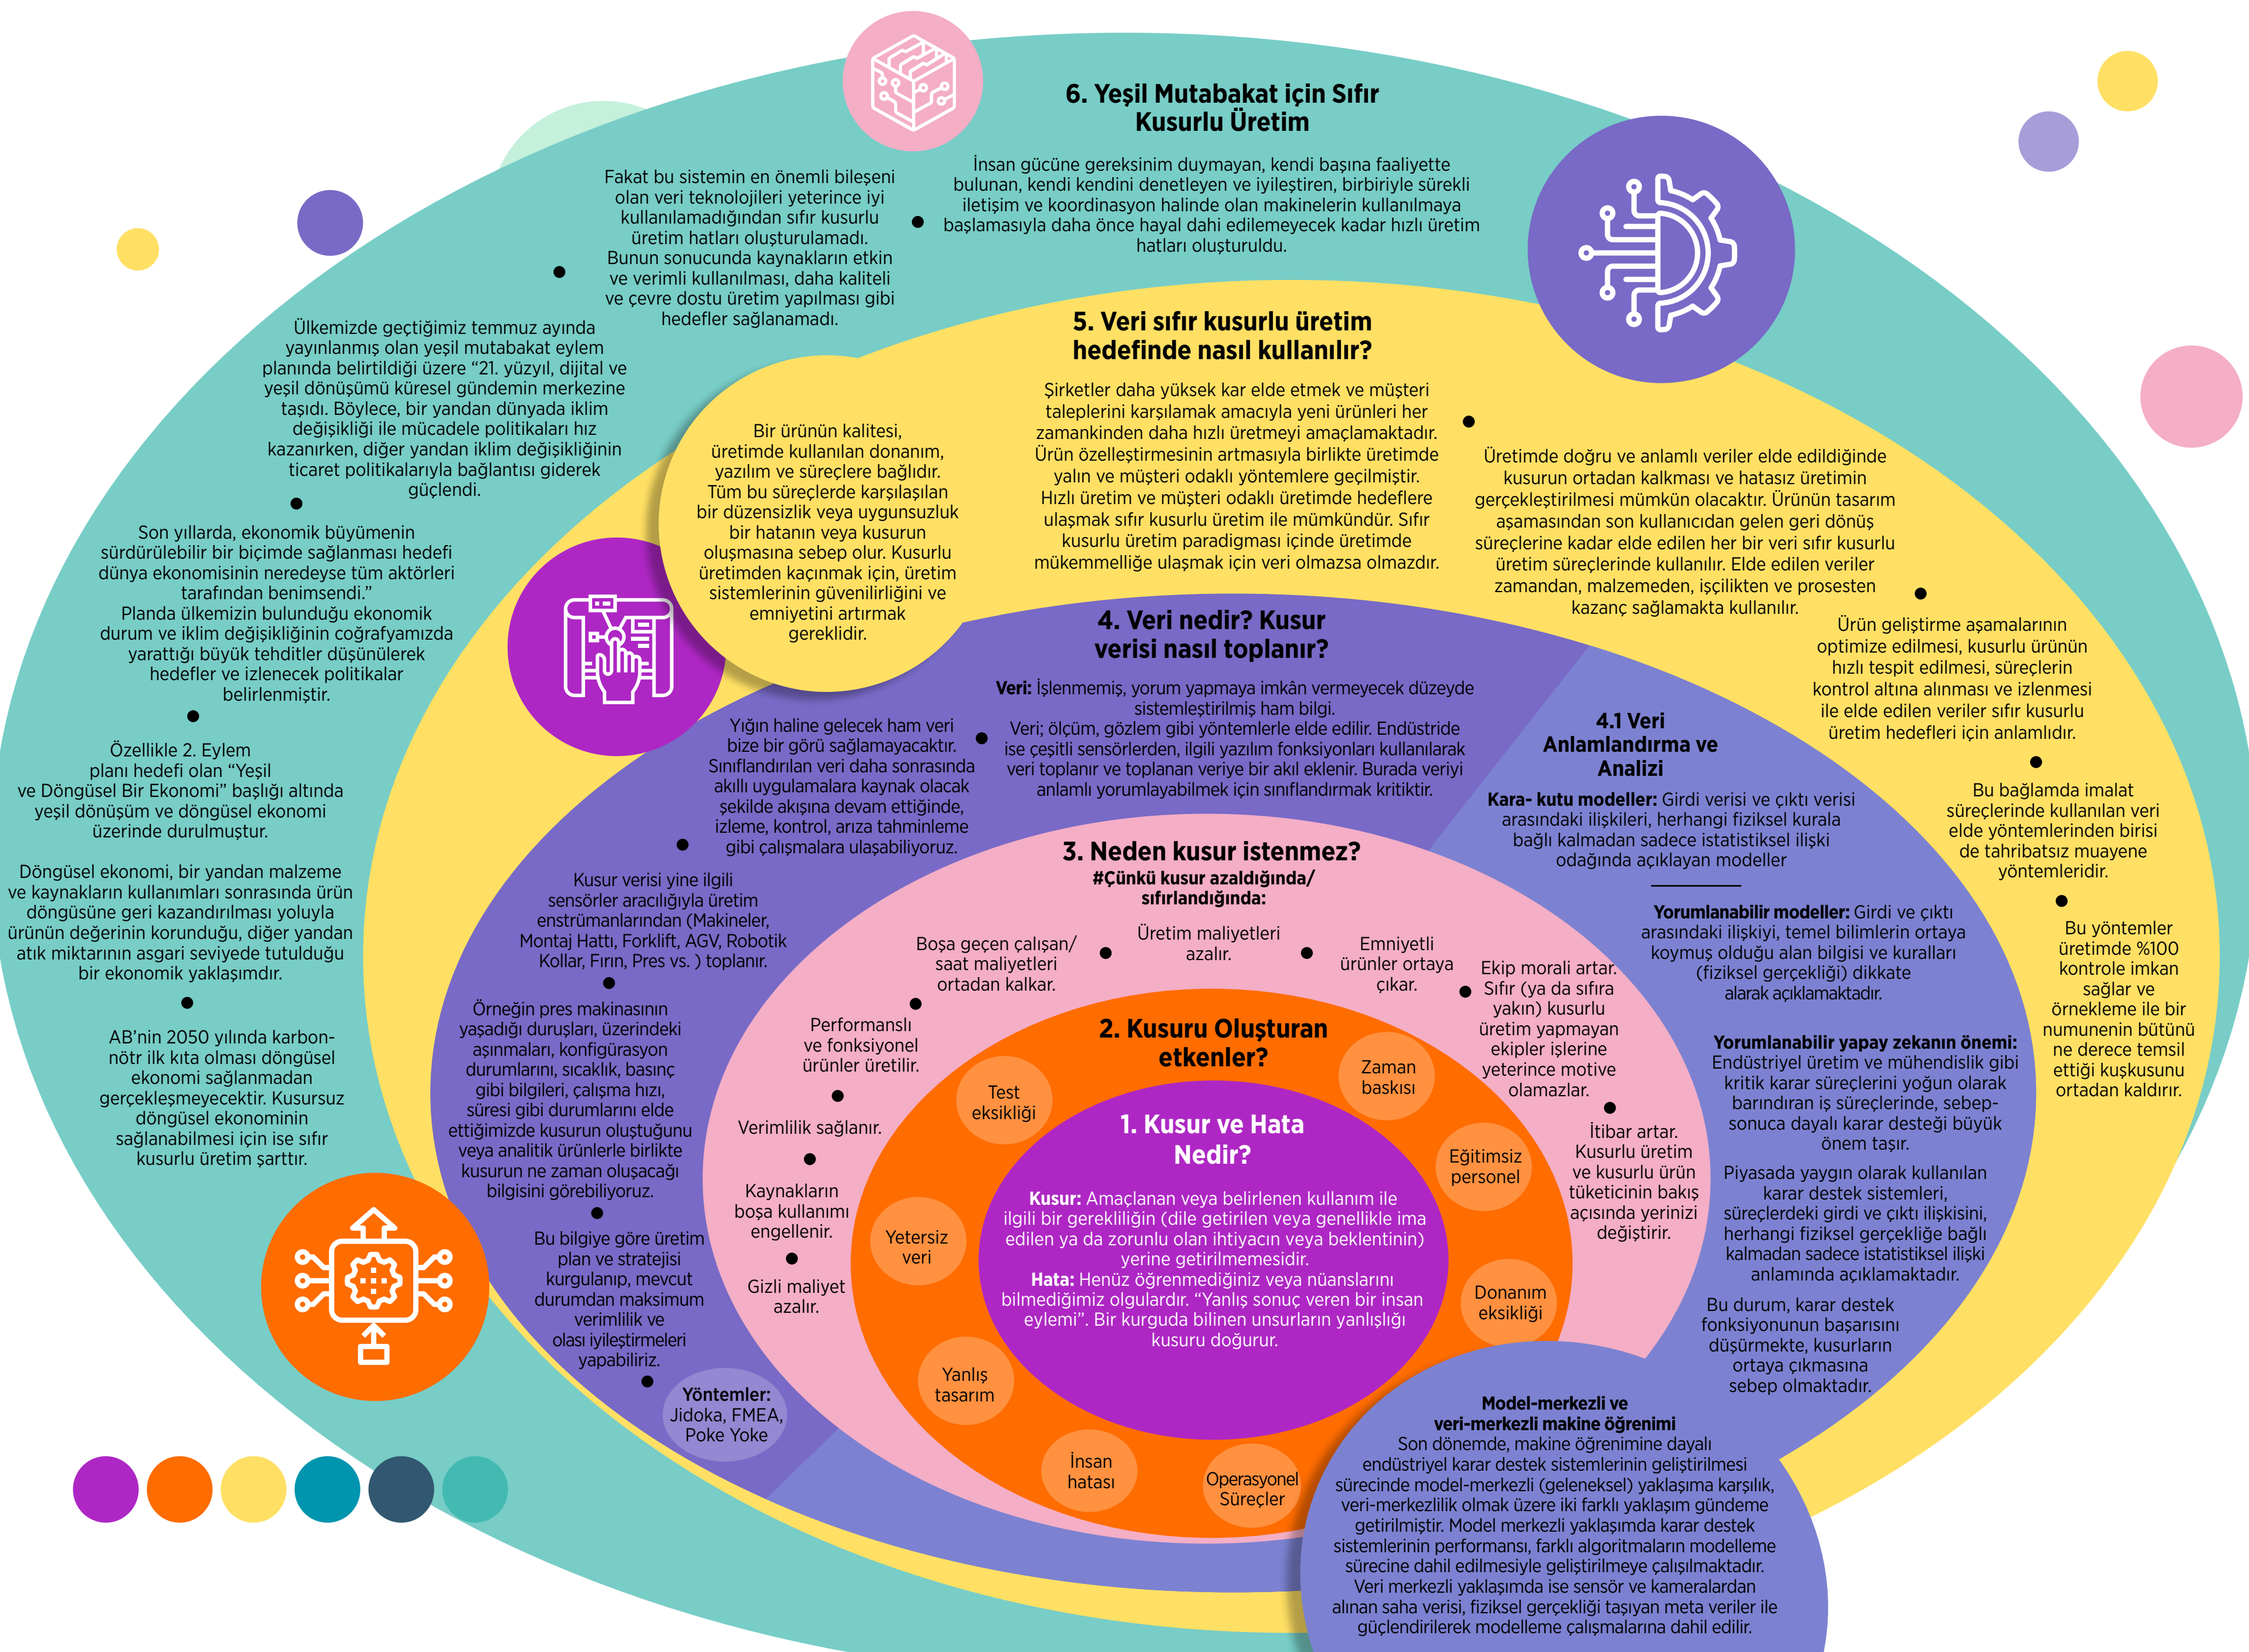 6. Yeşil Mutabakat için Sıfır
Kusurlu Üretim
İnsan gücüne gereksinim duymayan, kendi başına faaliyette
bulunan, kendi kendini denetleyen ve iyileştiren, birbiriyle sürekli
iletişim ve koordinasyon halinde olan makinelerin kullanılmaya
başlamasıyla daha önce hayal dahi edilemeyecek kadar hızlı üretim
hatları oluşturuldu.
Fakat bu sistemin en önemli bileşeni
olan veri teknolojileri yeterince iyi
kullanılamadığından sıfır kusurlu
üretim hatları oluşturulamadı.
Bunun sonucunda kaynakların etkin
ve verimli kullanılması, daha kaliteli
ve çevre dostu üretim yapılması gibi
hedefler sağlanamadı.
Ülkemizde geçtiğimiz temmuz ayında
yayınlanmış olan yeşil mutabakat eylem
planında belirtildiği üzere “21. yüzyıl, dijital ve
yeşil dönüşümü küresel gündemin merkezine
taşıdı. Böylece, bir yandan dünyada iklim
değişikliği ile mücadele politikaları hız
kazanırken, diğer yandan iklim değişikliğinin
ticaret politikalarıyla bağlantısı giderek
güçlendi.
Son yıllarda, ekonomik büyümenin
sürdürülebilir bir biçimde sağlanması hedefi
dünya ekonomisinin neredeyse tüm aktörleri
tarafından benimsendi.”
Planda ülkemizin bulunduğu ekonomik
durum ve iklim değişikliğinin coğrafyamızda
yarattığı büyük tehditler düşünülerek
hedefler ve izlenecek politikalar
belirlenmiştir.
Özellikle 2. Eylem
planı hedefi olan “Yeşil
ve Döngüsel Bir Ekonomi” başlığı altında
yeşil dönüşüm ve döngüsel ekonomi
üzerinde durulmuştur.
Döngüsel ekonomi, bir yandan malzeme
ve kaynakların kullanımları sonrasında ürün
döngüsüne geri kazandırılması yoluyla
ürünün değerinin korunduğu, diğer yandan
atık miktarının asgari seviyede tutulduğu
bir ekonomik yaklaşımdır.
AB’nin 2050 yılında karbon-
nötr ilk kıta olması döngüsel
ekonomi sağlanmadan
gerçekleşmeyecektir. Kusursuz
döngüsel ekonominin
sağlanabilmesi için ise sıfır
kusurlu üretim şarttır.
5. Veri sıfır kusurlu üretim
hedefinde nasıl kullanılır?
Bir ürünün kalitesi,
üretimde kullanılan donanım,
yazılım ve süreçlere bağlıdır.
Tüm bu süreçlerde karşılaşılan
bir düzensizlik veya uygunsuzluk
bir hatanın veya kusurun
oluşmasına sebep olur. Kusurlu
üretimden kaçınmak için, üretim
sistemlerinin güvenilirliğini ve
emniyetini artırmak
gereklidir.
Şirketler daha yüksek kar elde etmek ve müşteri
taleplerini karşılamak amacıyla yeni ürünleri her
zamankinden daha hızlı üretmeyi amaçlamaktadır.
Ürün özelleştirmesinin artmasıyla birlikte üretimde
yalın ve müşteri odaklı yöntemlere geçilmiştir.
Hızlı üretim ve müşteri odaklı üretimde hedeflere
ulaşmak sıfır kusurlu üretim ile mümkündür. Sıfır
kusurlu üretim paradigması içinde üretimde
mükemmelliğe ulaşmak için veri olmazsa olmazdır.
Üretimde doğru ve anlamlı veriler elde edildiğinde
kusurun ortadan kalkması ve hatasız üretimin
gerçekleştirilmesi mümkün olacaktır. Ürünün tasarım
aşamasından son kullanıcıdan gelen geri dönüş
süreçlerine kadar elde edilen her bir veri sıfır kusurlu
üretim süreçlerinde kullanılır. Elde edilen veriler
zamandan, malzemeden, işçilikten ve prosesten
kazanç sağlamakta kullanılır.
Ürün geliştirme aşamalarının
optimize edilmesi, kusurlu ürünün
hızlı tespit edilmesi, süreçlerin
kontrol altına alınması ve izlenmesi
ile elde edilen veriler sıfır kusurlu
üretim hedefleri için anlamlıdır.
Bu bağlamda imalat
süreçlerinde kullanılan veri
elde yöntemlerinden birisi
de tahribatsız muayene
yöntemleridir.
Bu yöntemler
üretimde %100
kontrole imkan
sağlar ve
örnekleme ile bir
numunenin bütünü
ne derece temsil
ettiği kuşkusunu
ortadan kaldırır.
4. Veri nedir? Kusur
verisi nasıl toplanır?
Veri: İşlenmemiş, yorum yapmaya imkân vermeyecek düzeyde
sistemleştirilmiş ham bilgi.
Veri; ölçüm, gözlem gibi yöntemlerle elde edilir. Endüstride
ise çeşitli sensörlerden, ilgili yazılım fonksiyonları kullanılarak
veri toplanır ve toplanan veriye bir akıl eklenir. Burada veriyi
anlamlı yorumlayabilmek için sınıflandırmak kritiktir.
Yığın haline gelecek ham veri
bize bir görü sağlamayacaktır.
Sınıflandırılan veri daha sonrasında
akıllı uygulamalara kaynak olacak
şekilde akışına devam ettiğinde,
izleme, kontrol, arıza tahminleme
gibi çalışmalara ulaşabiliyoruz.
Kusur verisi yine ilgili
sensörler aracılığıyla üretim
enstrümanlarından (Makineler,
Montaj Hattı, Forklift, AGV, Robotik
Kollar, Fırın, Pres vs. ) toplanır.
Örneğin pres makinasının
yaşadığı duruşları, üzerindeki
aşınmaları, konfigürasyon
durumlarını, sıcaklık, basınç
gibi bilgileri, çalışma hızı,
süresi gibi durumlarını elde
ettiğimizde kusurun oluştuğunu
veya analitik ürünlerle birlikte
kusurun ne zaman oluşacağı
bilgisini görebiliyoruz.
Bu bilgiye göre üretim
plan ve stratejisi
kurgulanıp, mevcut
durumdan maksimum
verimlilik ve
olası iyileştirmeleri
yapabiliriz.
Yöntemler:
Jidoka, FMEA,
Poke Yoke
4.1 Veri
Anlamlandırma ve
Analizi
Kara- kutu modeller: Girdi verisi ve çıktı verisi
arasındaki ilişkileri, herhangi fiziksel kurala
bağlı kalmadan sadece istatistiksel ilişki
odağında açıklayan modeller
Yorumlanabilir modeller: Girdi ve çıktı
arasındaki ilişkiyi, temel bilimlerin ortaya
koymuş olduğu alan bilgisi ve kuralları
(fiziksel gerçekliği) dikkate
alarak açıklamaktadır.
Yorumlanabilir yapay zekanın önemi:
Endüstriyel üretim ve mühendislik gibi
kritik karar süreçlerini yoğun olarak
barındıran iş süreçlerinde, sebep-
sonuca dayalı karar desteği büyük
önem taşır.
Piyasada yaygın olarak kullanılan
karar destek sistemleri,
süreçlerdeki girdi ve çıktı ilişkisini,
herhangi fiziksel gerçekliğe bağlı
kalmadan sadece istatistiksel ilişki
anlamında açıklamaktadır.
Bu durum, karar destek
fonksiyonunun başarısını
düşürmekte, kusurların
ortaya çıkmasına
sebep olmaktadır.
Model-merkezli ve
veri-merkezli makine öğrenimi
Son dönemde, makine öğrenimine dayalı
endüstriyel karar destek sistemlerinin geliştirilmesi
sürecinde model-merkezli (geleneksel) yaklaşıma karşılık,
veri-merkezlilik olmak üzere iki farklı yaklaşım gündeme
getirilmiştir. Model merkezli yaklaşımda karar destek
sistemlerinin performansı, farklı algoritmaların modelleme
sürecine dahil edilmesiyle geliştirilmeye çalışılmaktadır.
Veri merkezli yaklaşımda ise sensör ve kameralardan
alınan saha verisi, fiziksel gerçekliği taşıyan meta veriler ile
güçlendirilerek modelleme çalışmalarına dahil edilir.
3. Neden kusur istenmez?
#Çünkü kusur azaldığında/
sıfırlandığında:
Üretim maliyetleri
azalır.
Boşa geçen çalışan/
saat maliyetleri
ortadan kalkar.
Performanslı
ve fonksiyonel
ürünler üretilir.
Verimlilik sağlanır.
Kaynakların
boşa kullanımı
engellenir.
Gizli maliyet
azalır.
Emniyetli
ürünler ortaya
çıkar.
Ekip morali artar.
Sıfır (ya da sıfıra
yakın) kusurlu
üretim yapmayan
ekipler işlerine
yeterince motive
olamazlar.
İtibar artar.
Kusurlu üretim
ve kusurlu ürün
tüketicinin bakış
açısında yerinizi
değiştirir.
2. Kusuru Oluşturan
etkenler?
Test
eksikliği
Zaman
baskısı
Eğitimsiz
personel
Yetersiz
veri
Donanım
eksikliği
Yanlış
tasarım
İnsan
hatası
Operasyonel
Süreçler
1. Kusur ve Hata
Nedir?
Kusur: Amaçlanan veya belirlenen kullanım ile
ilgili bir gerekliliğin (dile getirilen veya genellikle ima
edilen ya da zorunlu olan ihtiyacın veya beklentinin)
yerine getirilmemesidir.
Hata: Henüz öğrenmediğiniz veya nüanslarını
bilmediğimiz olgulardır. “Yanlış sonuç veren bir insan
eylemi”. Bir kurguda bilinen unsurların yanlışlığı
kusuru doğurur.